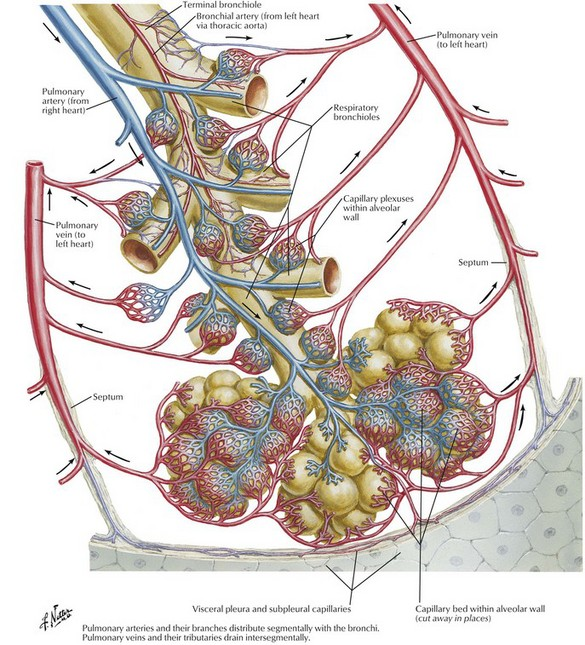 Terminal bronchiole
Bronchial artery (from left heart
via thoracic aorta)
Pulmonary vein
(to left heart)
Pulmonary
artery (from
right heart)
Respiratory
bronchioles
Capillary plexuses
within alveolar
wall
Pulmonary
vein (to
left heart)
Septum
Septum
Visceral pleura and subpleural capillaries
Capillary bed within alveolar wall
(cut away in places)
f. Netter
Pulmonary arteries and their branches distribute segmentally with the bronchi.
Pulmonary veins and their tributaries drain intersegmentally.